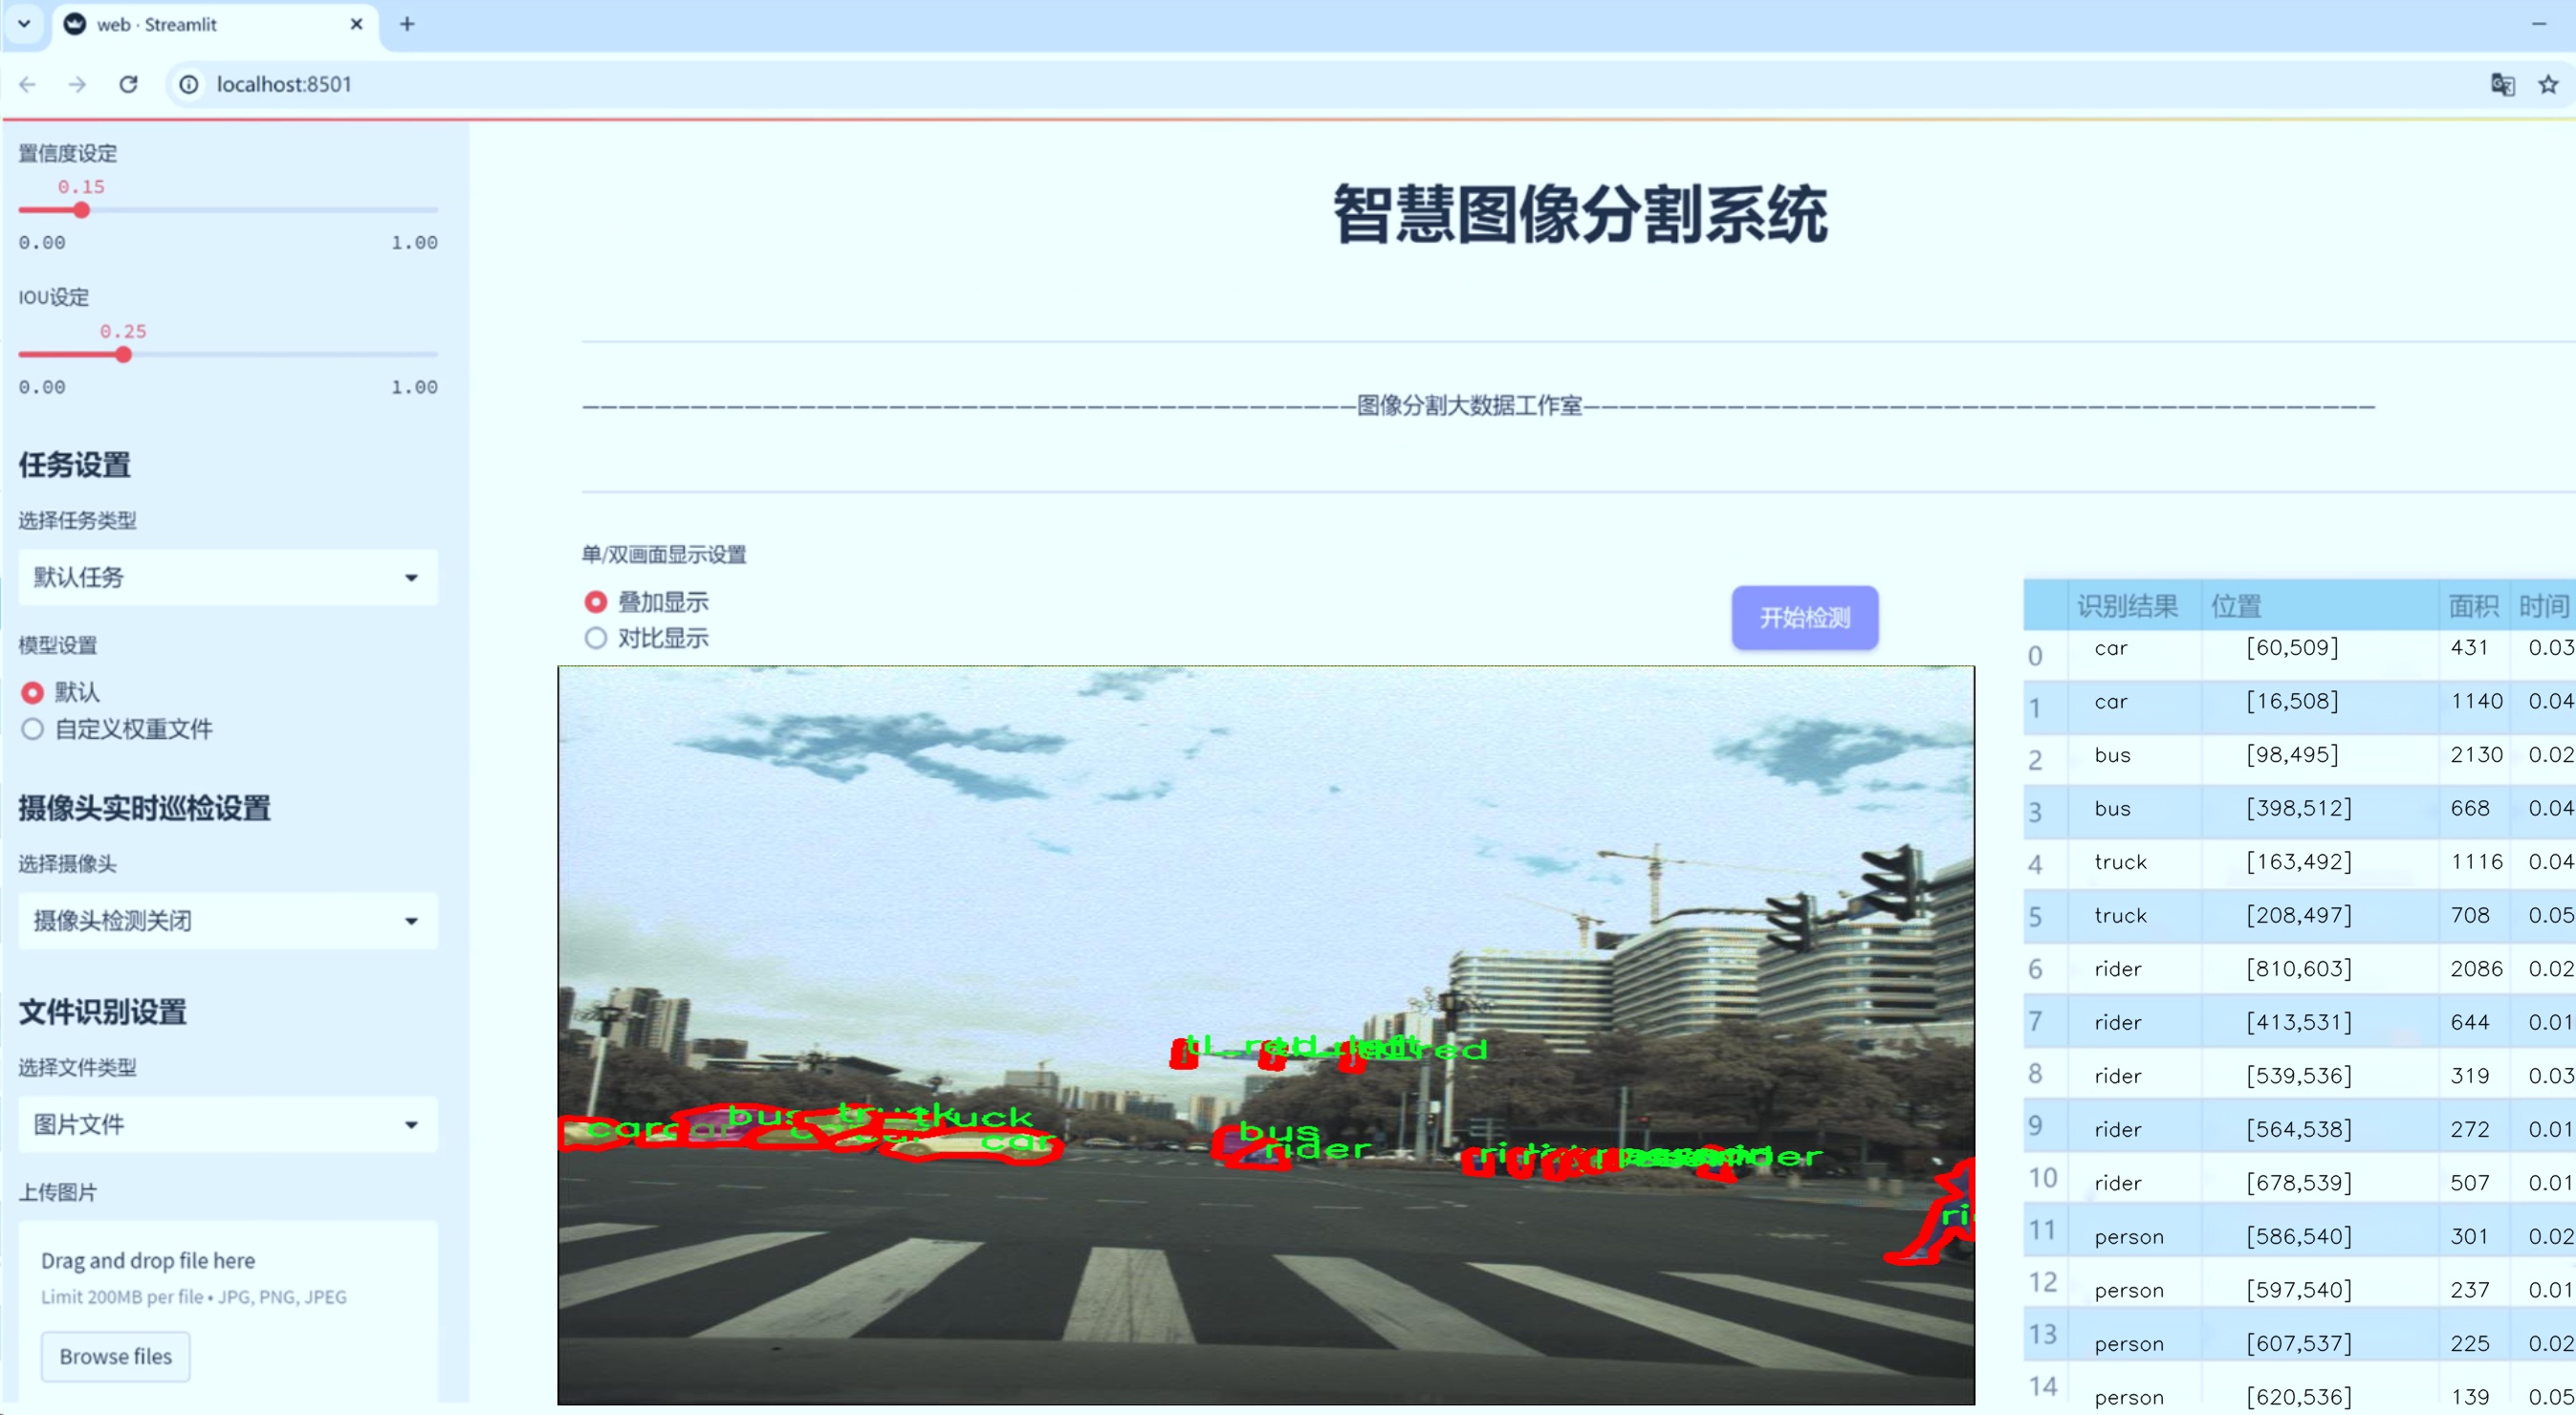 web · Streamlit
localhost:8501
置信度设定
0.15
0.00 1.00
IOU设定
0.25
0.00 1.00
任务设置
选择任务类型
默认任务
模型设置
默认
自定义权重文件
摄像头实时巡检设置
选择摄像头
摄像头检测关闭
文件识别设置
选择文件类型
图片文件
上传图片
Drag and drop file here
Limit 200MB per file • JPG, PNG, JPEG
Browse files
智慧图像分割系统
图像分割大数据工作室
单/双画面显示设置
叠加显示
对比显示
开始检测
car
bus
truck
car
bus
rider
识别结果 位置 面积 时间
0 car [60,509] 431 0.03
1 car [16,508] 1140 0.04
2 bus [98,495] 2130 0.02
3 bus [398,512] 668 0.04
4 truck [163,492] 1116 0.04
5 truck [208,497] 708 0.05
6 rider [810,603] 2086 0.02
7 rider [413,531] 644 0.01
8 rider [539,536] 319 0.03
9 rider [564,538] 272 0.01
10 rider [678,539] 507 0.01
11 person [586,540] 301 0.02
12 person [597,540] 237 0.01
13 person [607,537] 225 0.02
14 person [620,536] 139 0.05